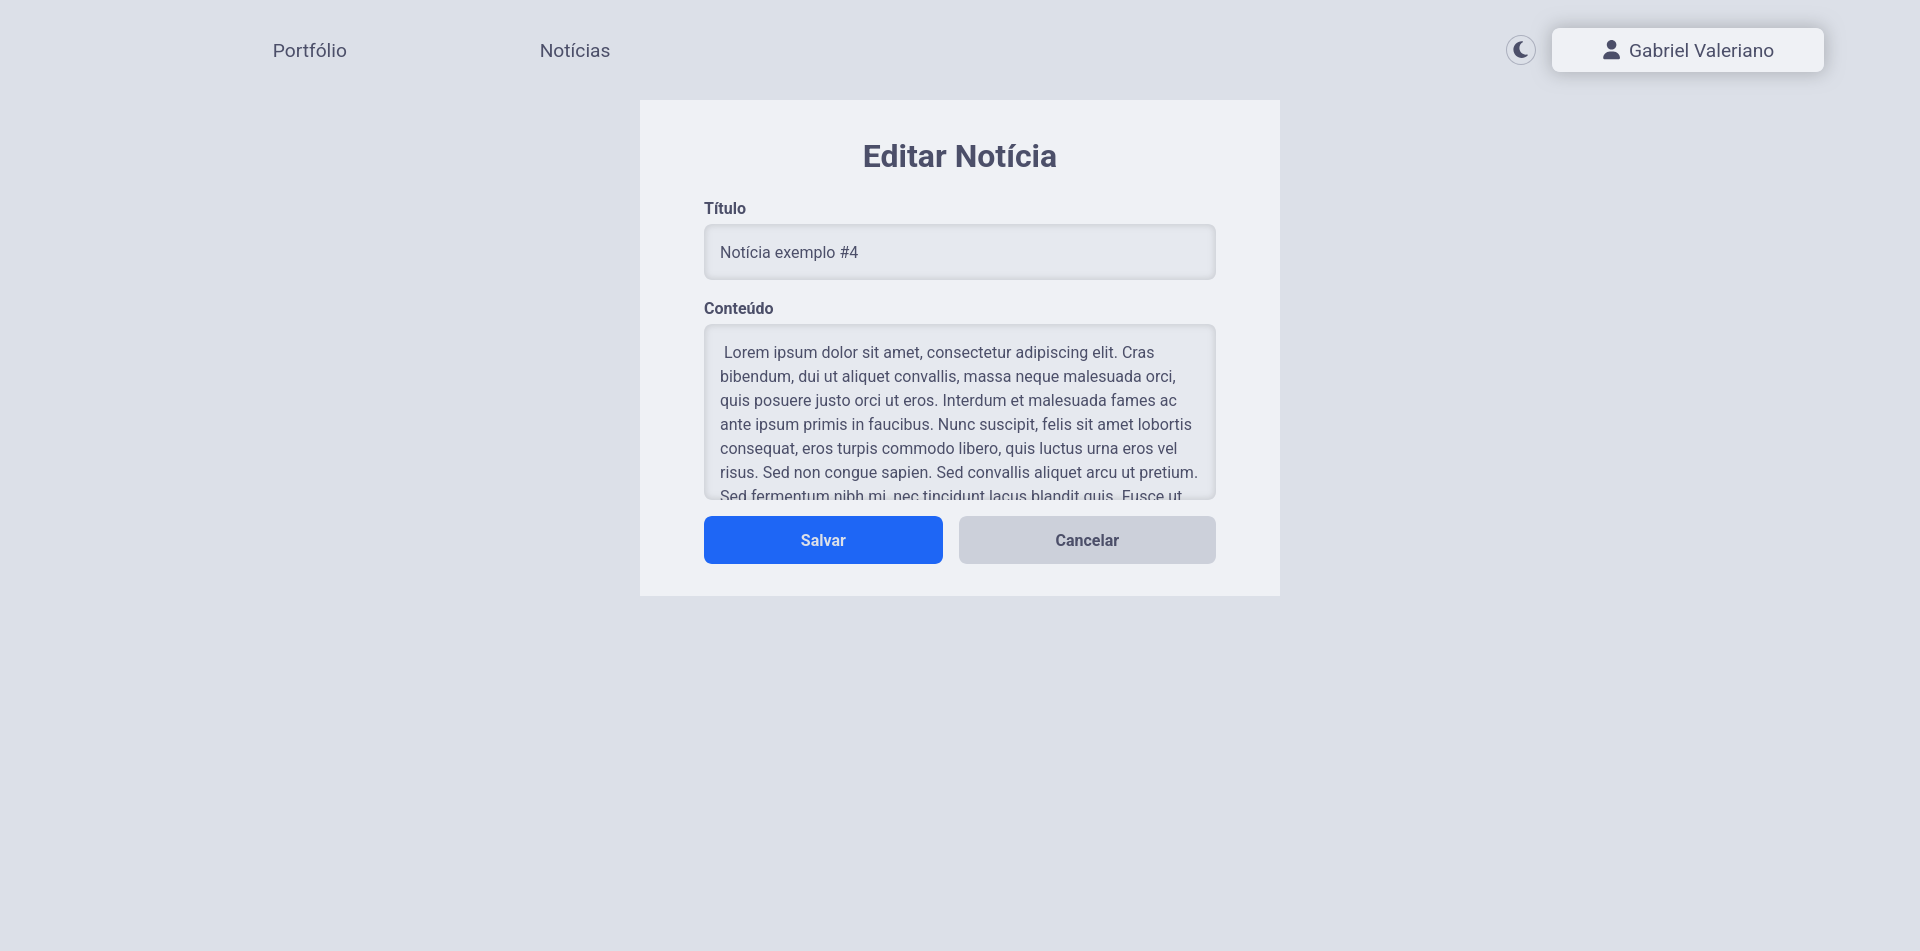 Portfólio
Notícias
Gabriel Valeriano
Editar Notícia
Título
Notícia exemplo #4
Conteúdo
Lorem ipsum dolor sit amet, consectetur adipiscing elit. Cras
bibendum, dui ut aliquet convallis, massa neque malesuada orci,
quis posuere justo orci ut eros. Interdum et malesuada fames ac
ante ipsum primis in faucibus. Nunc suscipit, felis sit amet lobortis
consequat, eros turpis commodo libero, quis luctus urna eros vel
risus. Sed non congue sapien. Sed convallis aliquet arcu ut pretium.
Sed fermentum nibh mi, nec tincidunt lacus blandit quis. Fusce ut
Salvar
Cancelar